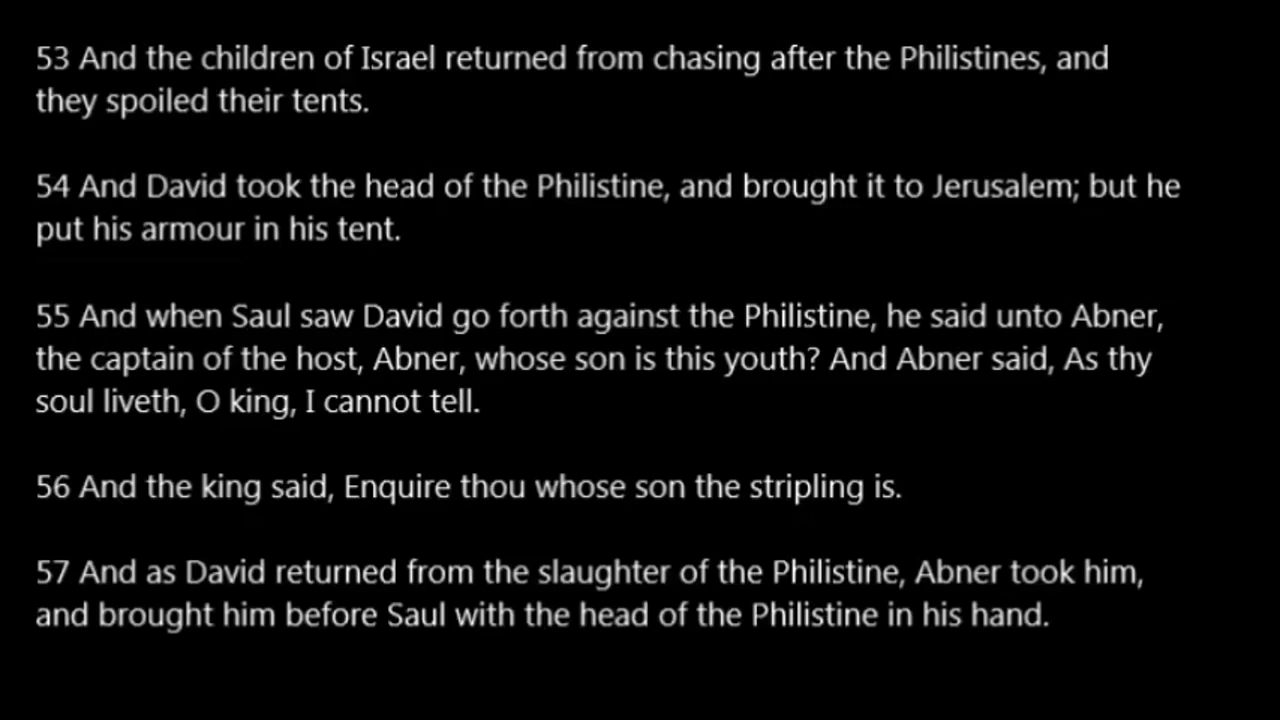 53 And the children of Israel returned from chasing after the Philistines, and
they spoiled their tents.
54 And David took the head of the Philistine, and brought it to Jerusalem; but he
put his armour in his tent.
55 And when Saul saw David go forth against the Philistine, he said unto Abner,
the captain of the host, Abner, whose son is this youth? And Abner said, As thy
soul liveth, O king, I cannot tell.
56 And the king said, Enquire thou whose son the stripling is.
57 And as David returned from the slaughter of the Philistine, Abner took him,
and brought him before Saul with the head of the Philistine in his hand.